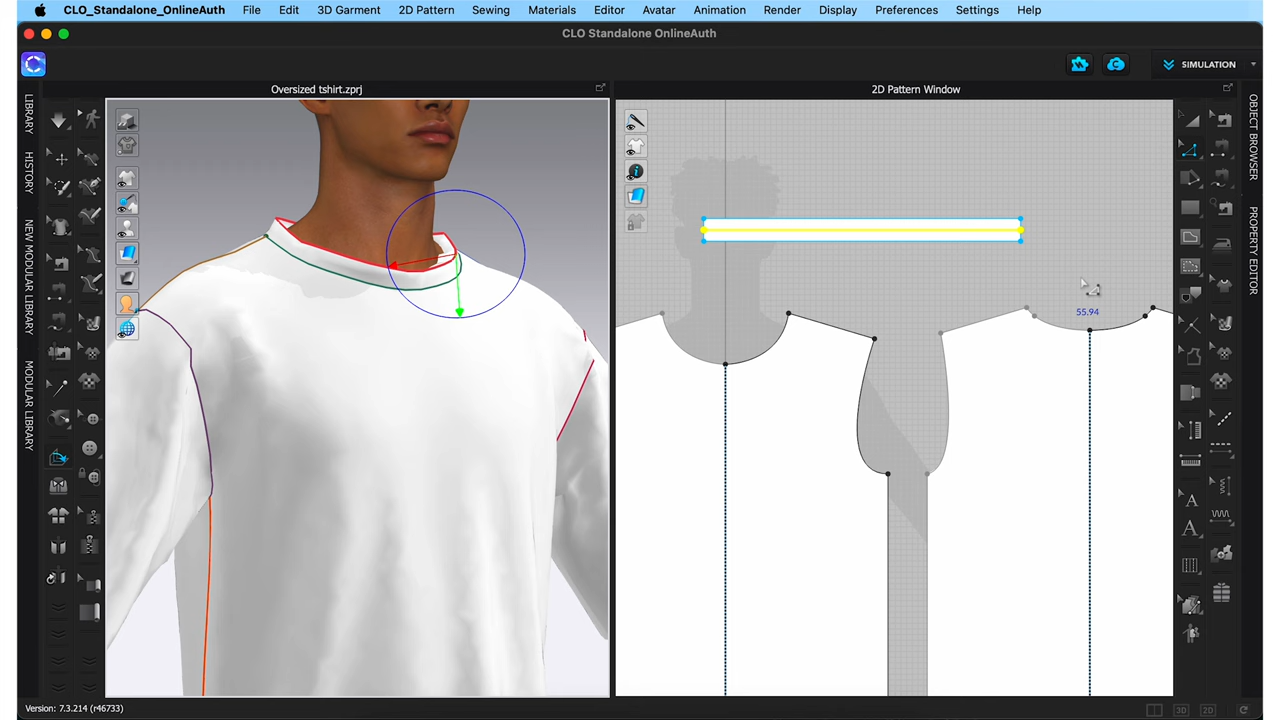 CLO_Standalone_OnlineAuth File Edit 3D Garment 2D Pattern Sewing Materials Editor Avatar Animation Render Display Preferences Settings Help
CLO Standalone OnlineAuth
SIMULATION
Oversized tshirt.zprj
2D Pattern Window
LIBRARY
HISTORY
NEW MODULAR LIBRARY
MODULAR LIBRARY
OBJECT BROWSER
PROPERTY EDITOR
55.94
A
A
Version: 7.3.214 (r46733)
3D
2D